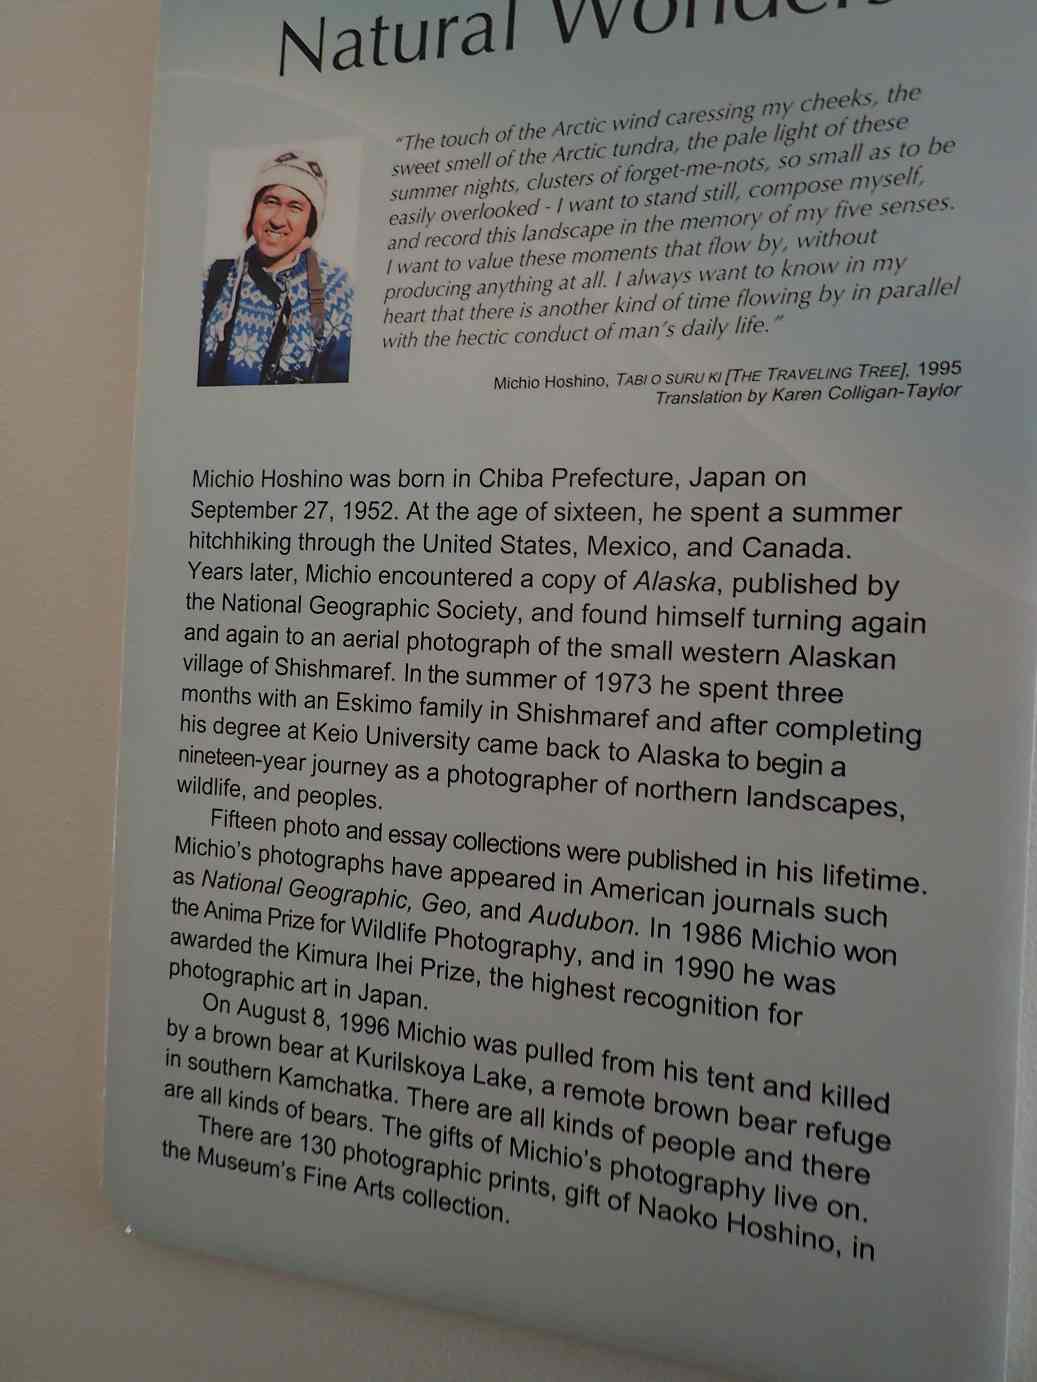 Natural Wonders
“The touch of the Arctic wind caressing my cheeks, the
sweet smell of the Arctic tundra, the pale light of these
summer nights, clusters of forget-me-nots, so small as to be
easily overlooked - I want to stand still, compose myself,
and record this landscape in the memory of my five senses.
I want to value these moments that flow by, without
producing anything at all. I always want to know in my
heart that there is another kind of time flowing by in parallel
with the hectic conduct of man’s daily life.”
Michio Hoshino, TABI O SURU KI [THE TRAVELING TREE], 1995
Translation by Karen Colligan-Taylor
Michio Hoshino was born in Chiba Prefecture, Japan on
September 27, 1952. At the age of sixteen, he spent a summer
hitchhiking through the United States, Mexico, and Canada.
Years later, Michio encountered a copy of Alaska, published by
the National Geographic Society, and found himself turning again
and again to an aerial photograph of the small western Alaskan
village of Shishmaref. In the summer of 1973 he spent three
months with an Eskimo family in Shishmaref and after completing
his degree at Keio University came back to Alaska to begin a
nineteen-year journey as a photographer of northern landscapes,
wildlife, and peoples.
Fifteen photo and essay collections were published in his lifetime.
Michio’s photographs have appeared in American journals such
as National Geographic, Geo, and Audubon. In 1986 Michio won
the Anima Prize for Wildlife Photography, and in 1990 he was
awarded the Kimura Ihei Prize, the highest recognition for
photographic art in Japan.
On August 8, 1996 Michio was pulled from his tent and killed
by a brown bear at Kurilskoya Lake, a remote brown bear refuge
in southern Kamchatka. There are all kinds of people and there
are all kinds of bears. The gifts of Michio’s photography live on.
There are 130 photographic prints, gift of Naoko Hoshino, in
the Museum’s Fine Arts collection.